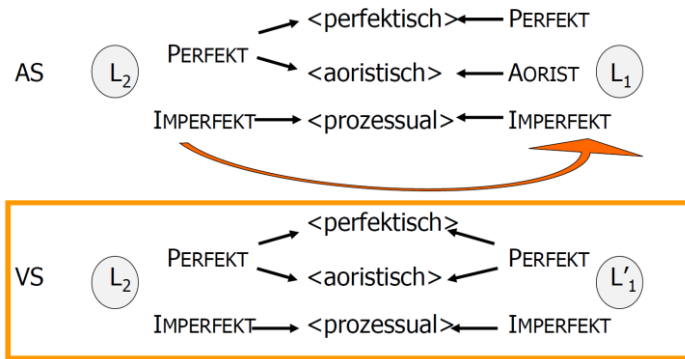 <perfektisch> PERFEKT
PERFEKT
AS L₂ <aoristisch> AORIST L₁
IMPERFEKT <prozessual> IMPERFEKT
<perfektisch>
PERFEKT PERFEKT
VS L₂ <aoristisch> L′₁
IMPERFEKT <prozessual> IMPERFEKT